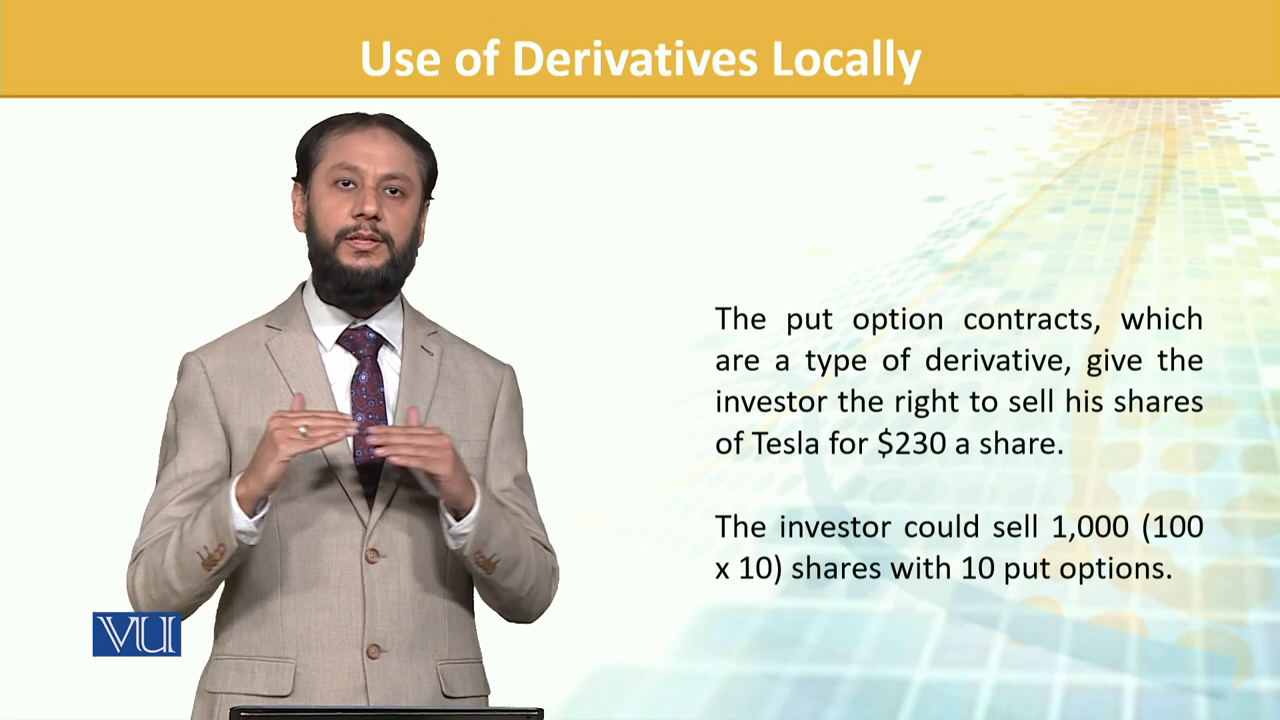 Use of Derivatives Locally
The put option contracts, which
are a type of derivative, give the
investor the right to sell his shares
of Tesla for $230 a share.
The investor could sell 1,000 (100
x 10) shares with 10 put options.
VU